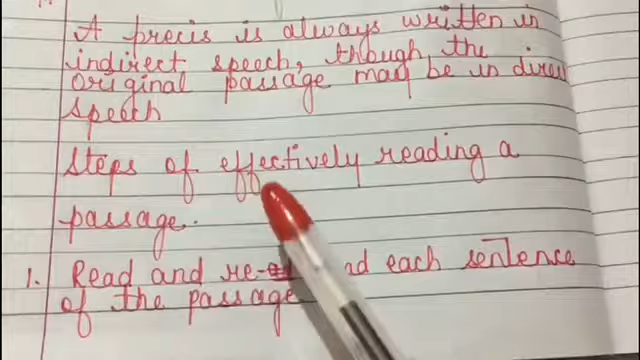 A precis is always written in
indirect speech, though the
original passage may be in direct
speech
Steps of effectively reading a
passage.
1. Read and re- each sentence
of the passage